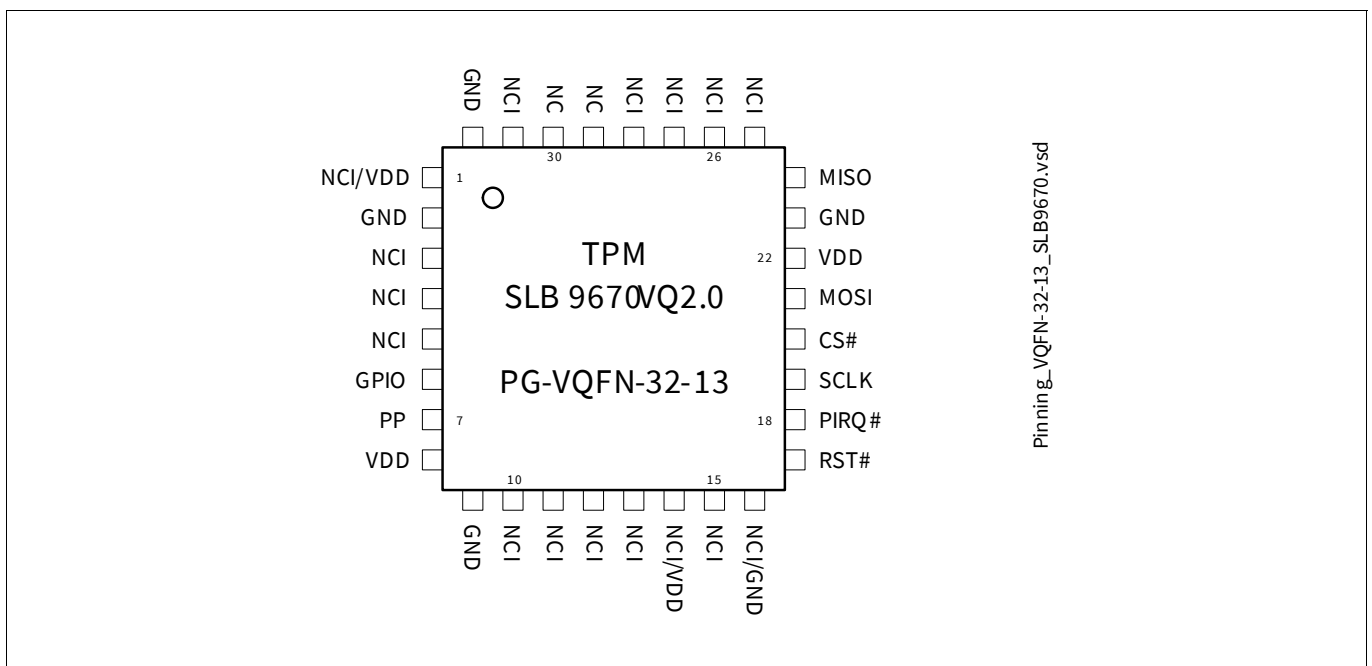 GND NCI NC NC NCI NCI NCI NCI
30 26
NCI/VDD 1 MISO
GND GND
NCI TPM 22 VDD
NCI SLB 9670VQ2.0 MOSI
NCI CS#
GPIO PG-VQFN-32-13 SCLK
PP 7 18 PIRQ#
VDD RST#
10 15
GND NCI NCI NCI NCI NCI/VDD NCI NCI/GND
Pinning_VQFN-32-13_SLB9670.vsd